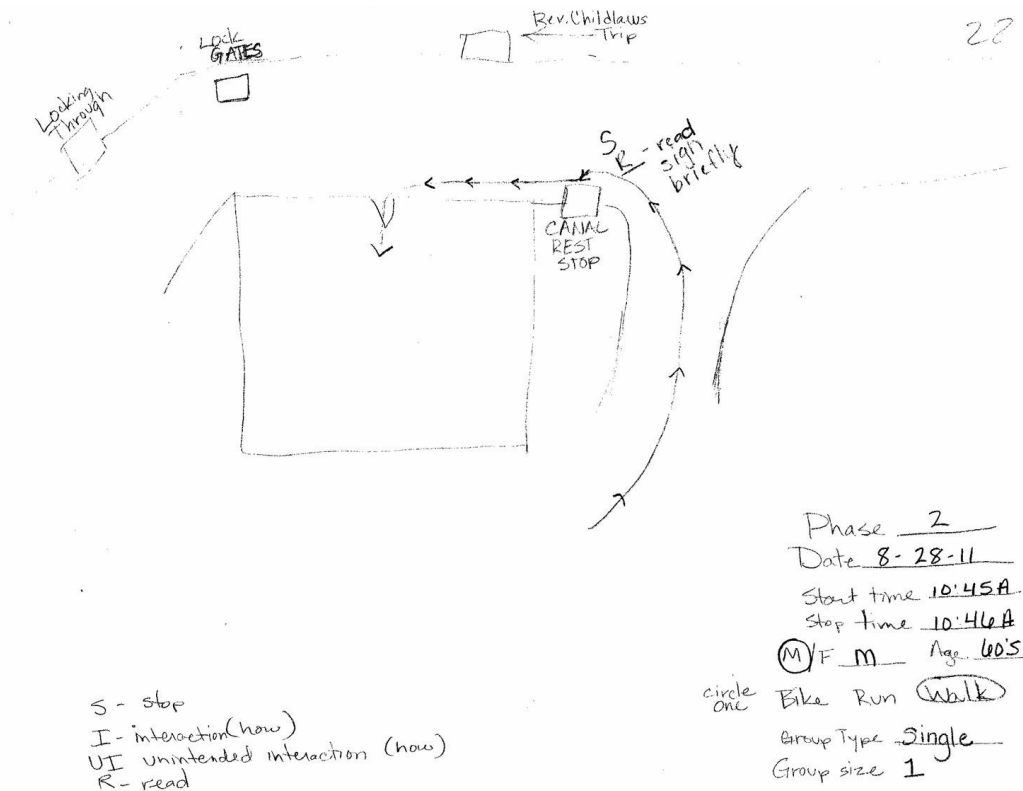 Rev. Childlaws
Trip
22
Lock
GATES
Locking
Through
S
R - read
sign
briefly
CANAL
REST
STOP
Phase 2
Date 8-28-11
Start time 10:45A
Stop time 10:46A
M/F M Age 60's
circle one Bike Run Walk
Group Type Single
Group size 1
S - stop
I - interaction (how)
UI unintended interaction (how)
R - read